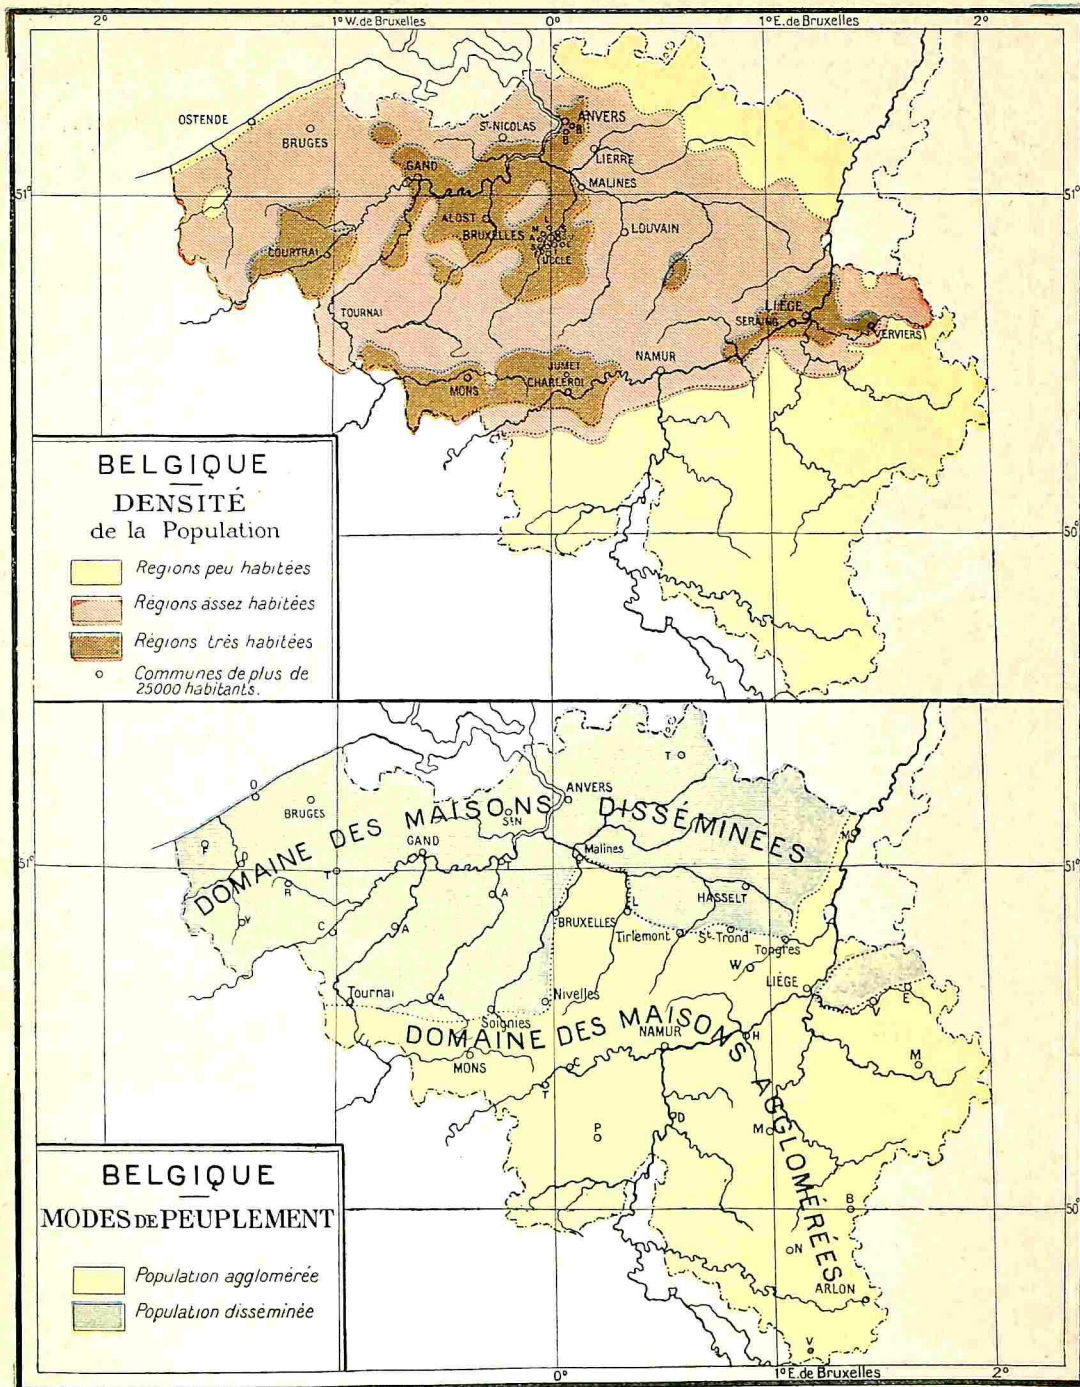 2°
1° W. de Bruxelles
0°
1° E. de Bruxelles
2°
OSTENDE
BRUGES
St-NICOLAS
ANVERS
B
B
LIERRE
GAND
MALINES
51°
51°
ALOST
BRUXELLES
LOUVAIN
UCCLE
COURTRAI
TOURNAI
LIÉGE
SERAING
VERVIERS
NAMUR
JUMET
CHARLEROI
MONS
BELGIQUE
DENSITÉ
de la Population
Régions peu habitées
Régions assez habitées
Régions très habitées
Communes de plus de
25000 habitants.
50°
T
O
BRUGES
ANVERS
St N
DOMAINE DES MAISONS DISSÉMINÉES
GAND
Malines
M
51°
51°
F
D
R
T
T
A
HASSELT
Y
C
A
L
BRUXELLES
Tirlemont
St-Trond
Tongres
W
LIÉGE
Tournai
A
Nivelles
V
E
Soignies
DOMAINE DES MAISONS AGGLOMÉRÉES
NAMUR
H
MONS
C
T
M
P
D
M
B
N
ARLON
V
50°
BELGIQUE
MODES DE PEUPLEMENT
Population agglomérée
Population disséminée
0°
1° E. de Bruxelles
2°